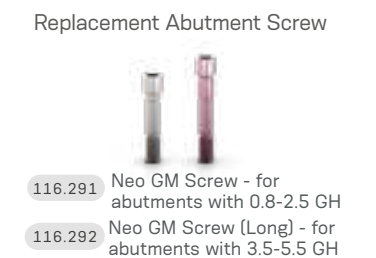 Replacement Abutment Screw
116.291 Neo GM Screw - for
abutments with 0.8-2.5 GH
116.292 Neo GM Screw (Long) - for
abutments with 3.5-5.5 GH